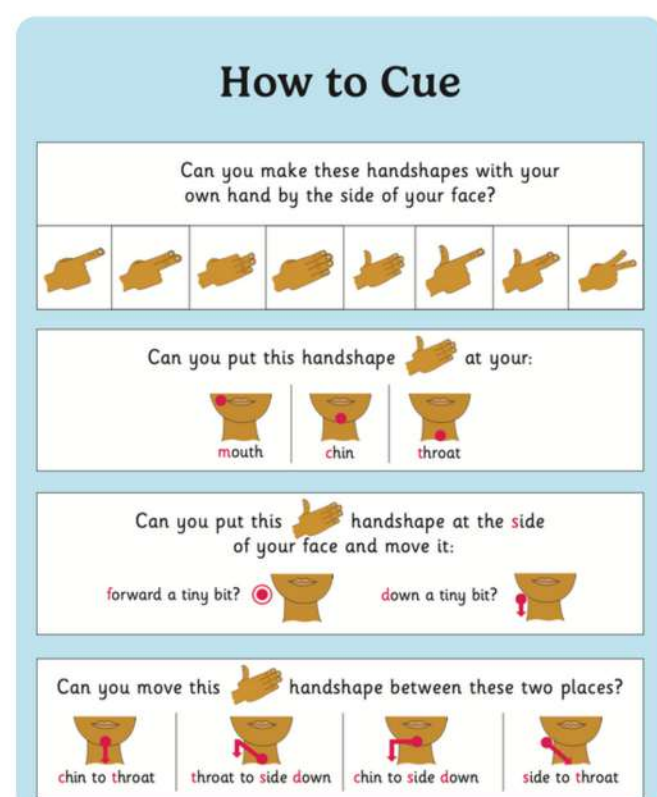 How to Cue
Can you make these handshapes with your
own hand by the side of your face?
Can you put this handshape at your:
mouth
chin
throat
Can you put this handshape at the side
of your face and move it:
forward a tiny bit?
down a tiny bit?
Can you move this handshape between these two places?
chin to throat
throat to side down
chin to side down
side to throat